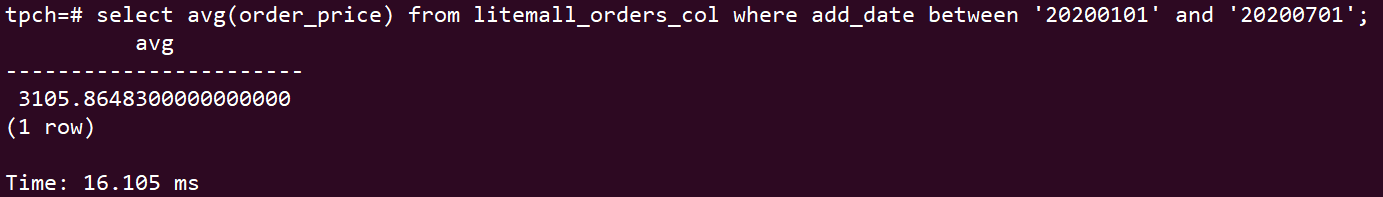 tpch=# select avg(order_price) from litemall_orders_col where add_date between '20200101' and '20200701';
          avg
-----------------------
 3105.8648300000000000
(1 row)

Time: 16.105 ms